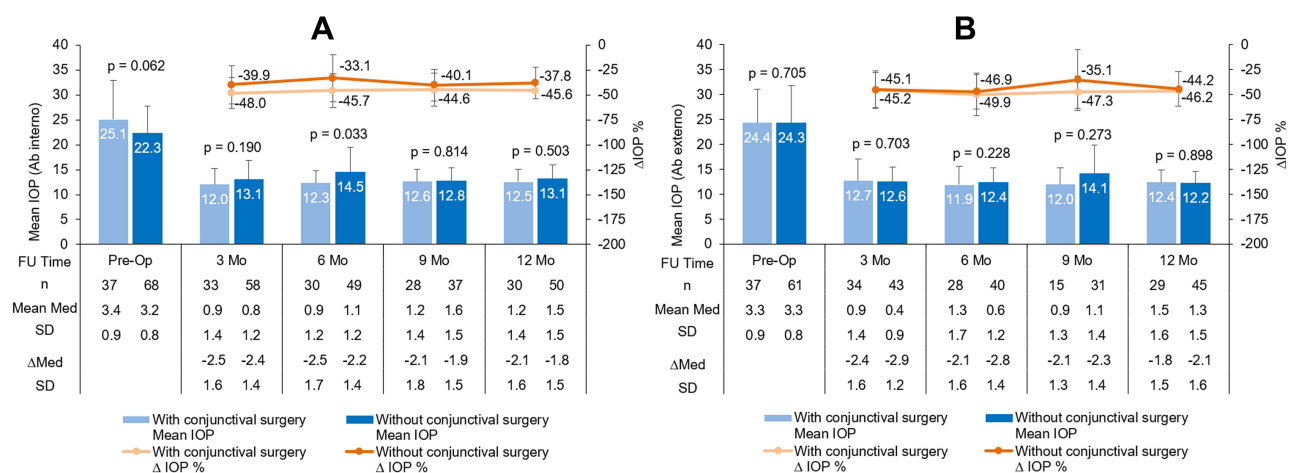 A
Mean IOP (Ab interno)
40
35
30
25
20
15
10
5
0
p = 0.062
p = 0.190
p = 0.033
p = 0.814
p = 0.503
-39.9
-33.1
-40.1
-37.8
-48.0
-45.7
-44.6
-45.6
25.1 22.3
12.0 13.1
12.3 14.5
12.6 12.8
12.5 13.1
0
-25
-50
-75
-100
-125
-150
-175
-200
ΔIOP %
FU Time Pre-Op 3 Mo 6 Mo 9 Mo 12 Mo
n 37 68 33 58 30 49 28 37 30 50
Mean Med 3.4 3.2 0.9 0.8 0.9 1.1 1.2 1.6 1.2 1.5
SD 0.9 0.8 1.4 1.2 1.2 1.2 1.4 1.5 1.4 1.5
ΔMed -2.5 -2.4 -2.5 -2.2 -2.1 -1.9 -2.1 -1.8
SD 1.6 1.4 1.7 1.4 1.8 1.5 1.6 1.5
With conjunctival surgery
Mean IOP
Without conjunctival surgery
Mean IOP
With conjunctival surgery
Δ IOP %
Without conjunctival surgery
Δ IOP %
B
Mean IOP (Ab externo)
40
35
30
25
20
15
10
5
0
p = 0.705
p = 0.703
p = 0.228
p = 0.273
p = 0.898
-45.1
-46.9
-35.1
-44.2
-45.2
-49.9
-47.3
-46.2
24.4 24.3
12.7 12.6
11.9 12.4
12.0 14.1
12.4 12.2
0
-25
-50
-75
-100
-125
-150
-175
-200
ΔIOP %
FU Time Pre-Op 3 Mo 6 Mo 9 Mo 12 Mo
n 37 61 34 43 28 40 15 31 29 45
Mean Med 3.3 3.3 0.9 0.4 1.3 0.6 0.9 1.1 1.5 1.3
SD 0.9 0.8 1.4 0.9 1.7 1.2 1.3 1.4 1.6 1.5
ΔMed -2.4 -2.9 -2.1 -2.8 -2.1 -2.3 -1.8 -2.1
SD 1.6 1.2 1.6 1.4 1.3 1.4 1.5 1.6
With conjunctival surgery
Mean IOP
Without conjunctival surgery
Mean IOP
With conjunctival surgery
Δ IOP %
Without conjunctival surgery
Δ IOP %